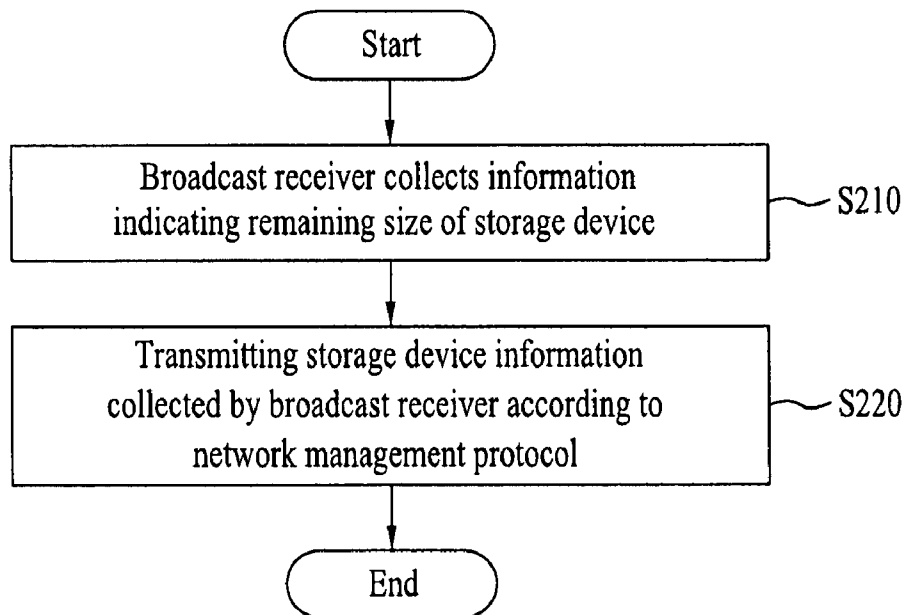 Start
Broadcast receiver collects information
indicating remaining size of storage device
S210
Transmitting storage device information
collected by broadcast receiver according to
network management protocol
S220
End